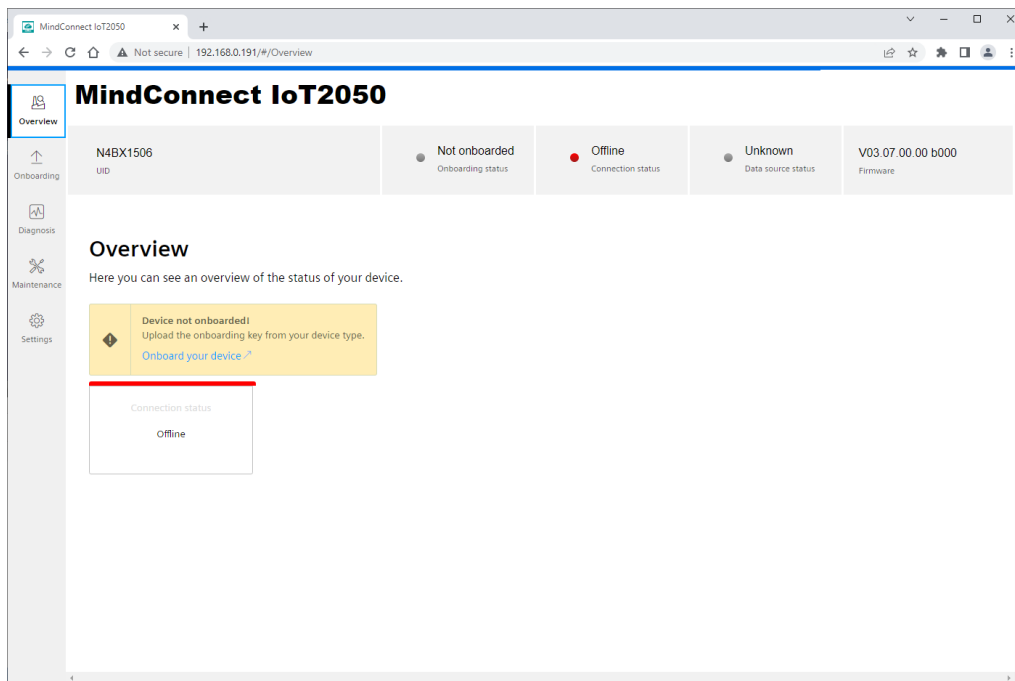 MindConnect IoT2050
Not secure | 192.168.0.191/#/Overview
MindConnect IoT2050
Overview
Onboarding
Diagnosis
Maintenance
Settings
N4BX1506
UID
Not onboarded
Onboarding status
Offline
Connection status
Unknown
Data source status
V03.07.00.00 b000
Firmware
Overview
Here you can see an overview of the status of your device.
Device not onboarded!
Upload the onboarding key from your device type.
Onboard your device
Connection status
Offline